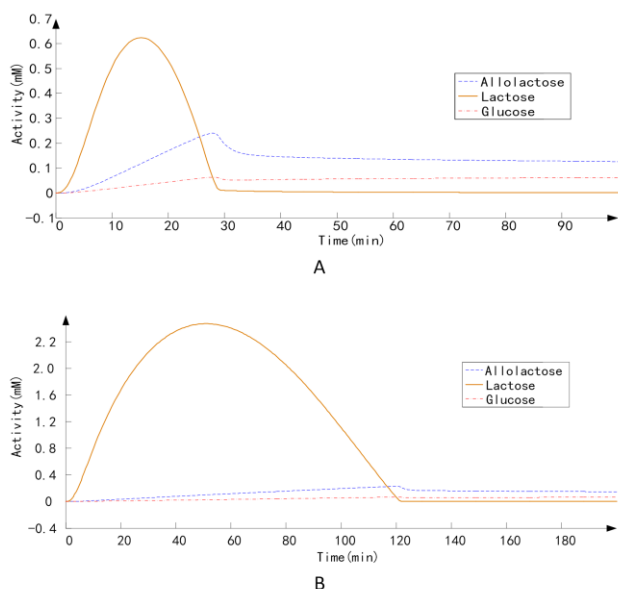 0.7
0.6
0.5
0.4
0.3
0.2
0.1
0
-0.1
Activity(mM)
Allolactose
Lactose
Glucose
0 10 20 30 40 50 60 70 80 90
Time(min)
A
2.2
2.0
1.6
1.2
0.8
0.4
0
-0.4
Activity(mM)
Allolactose
Lactose
Glucose
0 20 40 60 80 100 120 140 160 180
Time(min)
B